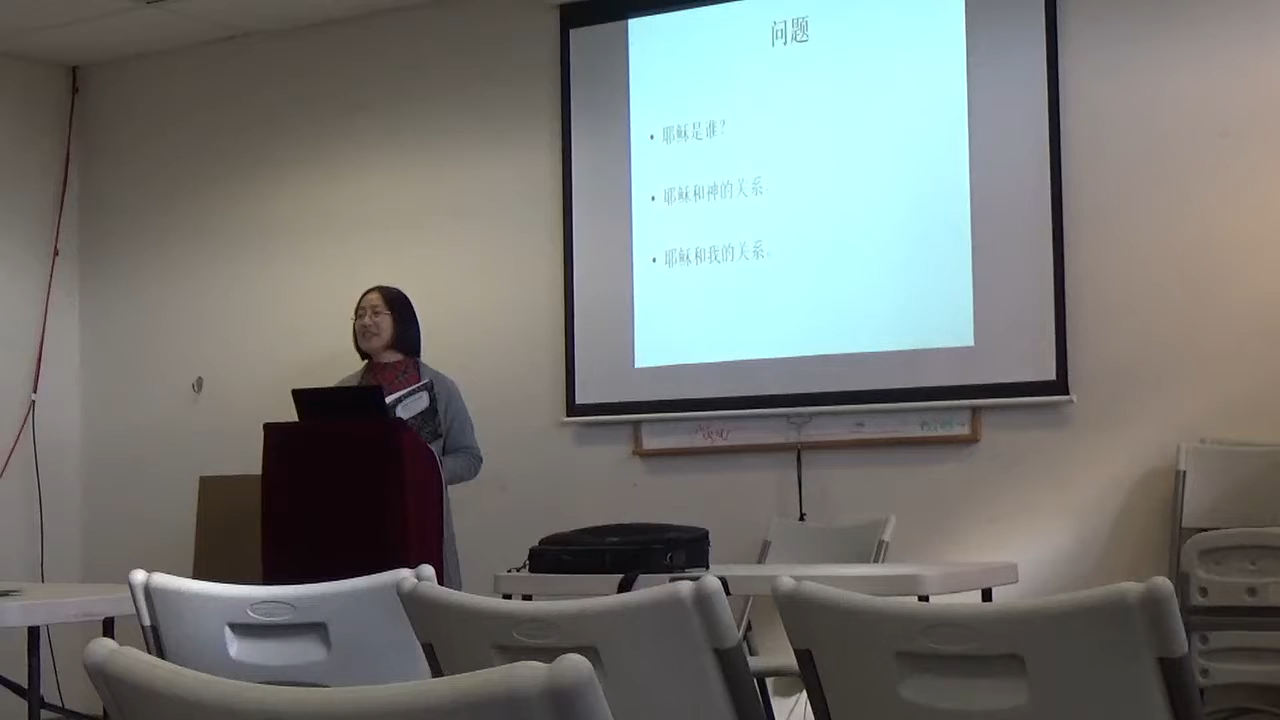 问题
• 耶稣是谁？
• 耶稣和神的关系。
• 耶稣和我的关系。